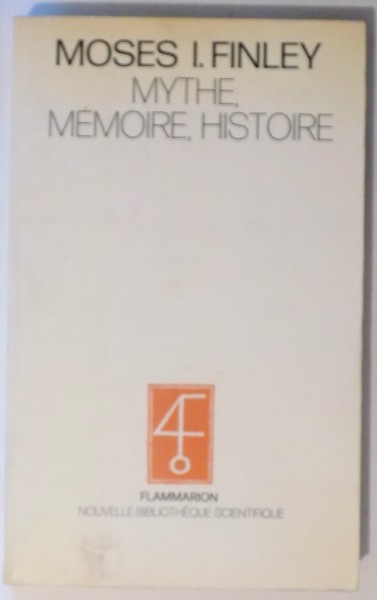 MOSES I. FINLEY
MYTHE,
MÉMOIRE, HISTOIRE
FLAMMARION
NOUVELLE BIBLIOTHÈQUE SCIENTIFIQUE